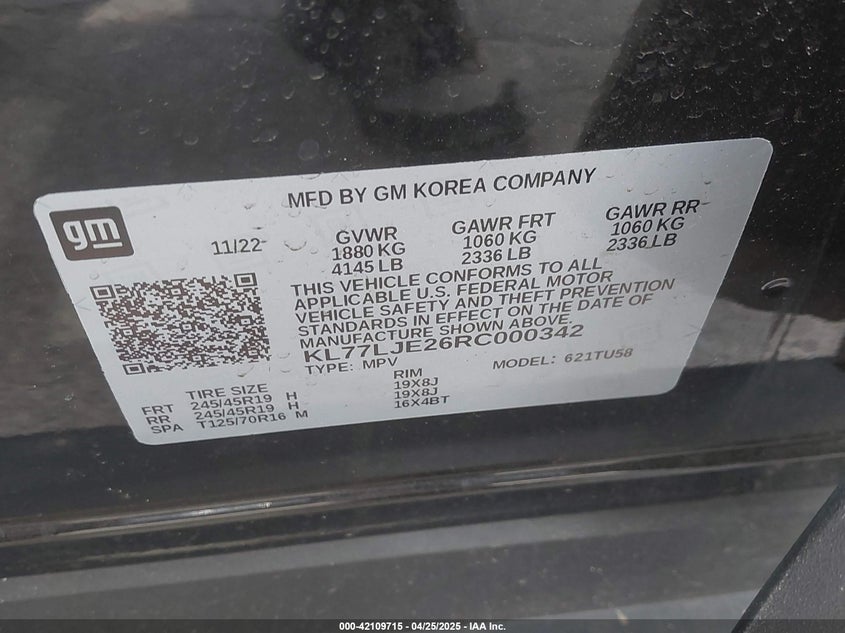 MFD BY GM KOREA COMPANY
gm
11/22
GVWR
1880 KG
4145 LB
GAWR FRT
1060 KG
2336 LB
GAWR RR
1060 KG
2336 LB
THIS VEHICLE CONFORMS TO ALL
APPLICABLE U.S. FEDERAL MOTOR
VEHICLE SAFETY AND THEFT PREVENTION
STANDARDS IN EFFECT ON THE DATE OF
MANUFACTURE SHOWN ABOVE.
KL77LJE26RC000342
TYPE: MPV
MODEL: 621TU58
TIRE SIZE
RIM
FRT 245/45R19 H 19X8J
RR 245/45R19 H 19X8J
SPA T125/70R16 M 16X4BT
000-42109715 - 04/25/2025 - IAA Inc.